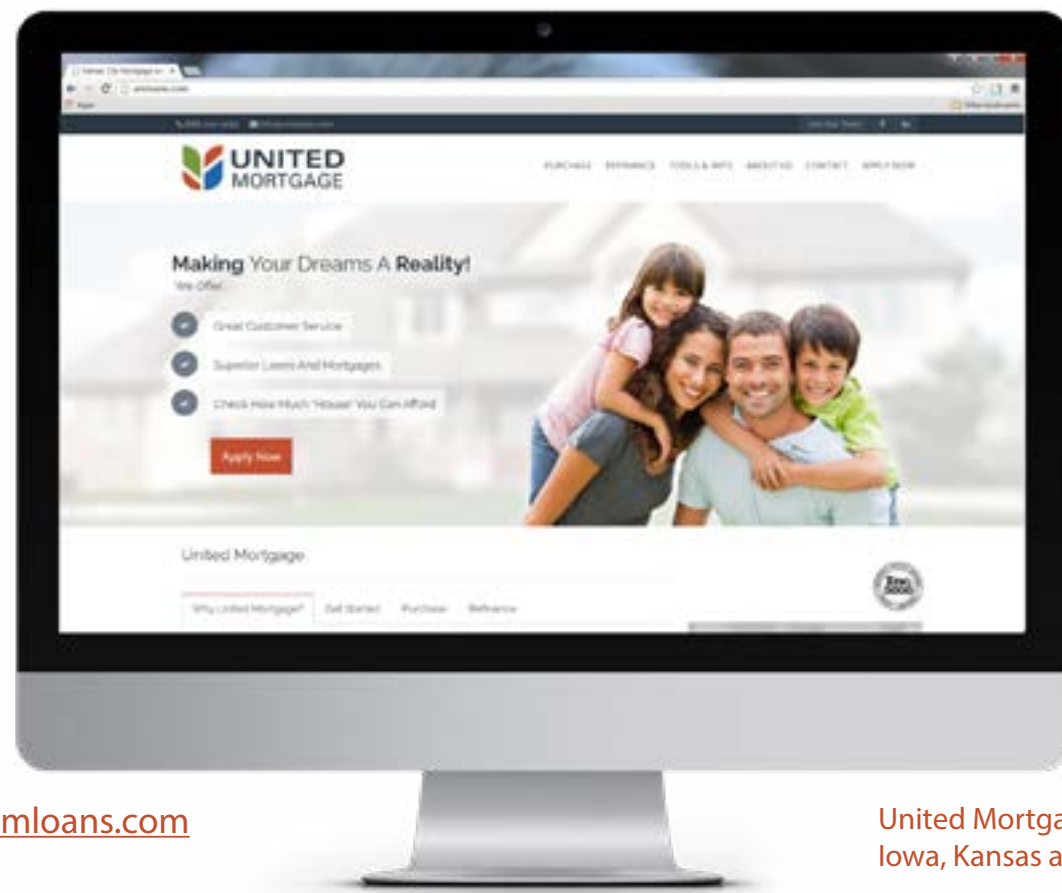 UNITED
MORTGAGE
PURCHASE REFINANCE TOOLS & INFO ABOUT US CONTACT APPLY NOW
Making Your Dreams A Reality!
We Offer
Great Customer Service
Superior Loans And Mortgages
Check How Much 'House' You Can Afford
Apply Now
United Mortgage
Why United Mortgage? Get Started Purchase Refinance
mloans.com
United Mortga
Iowa, Kansas a